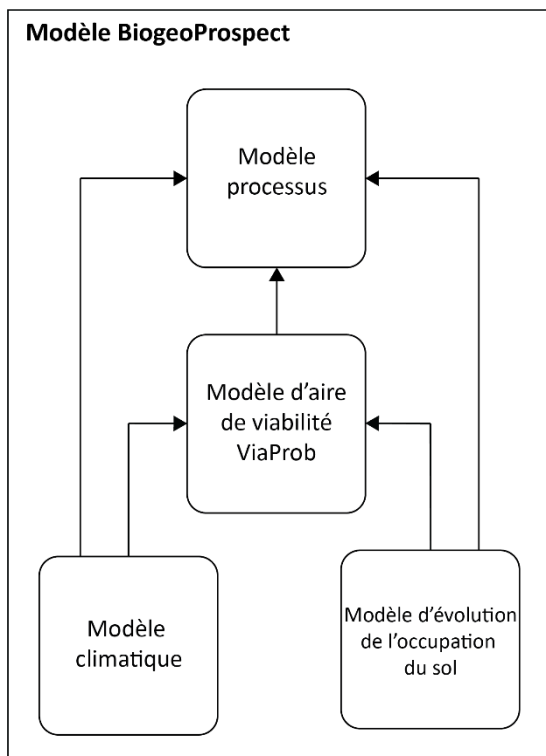 Modèle BiogeoProspect
Modèle
processus
Modèle d’aire
de viabilité
ViaProb
Modèle
climatique
Modèle d’évolution
de l’occupation
du sol